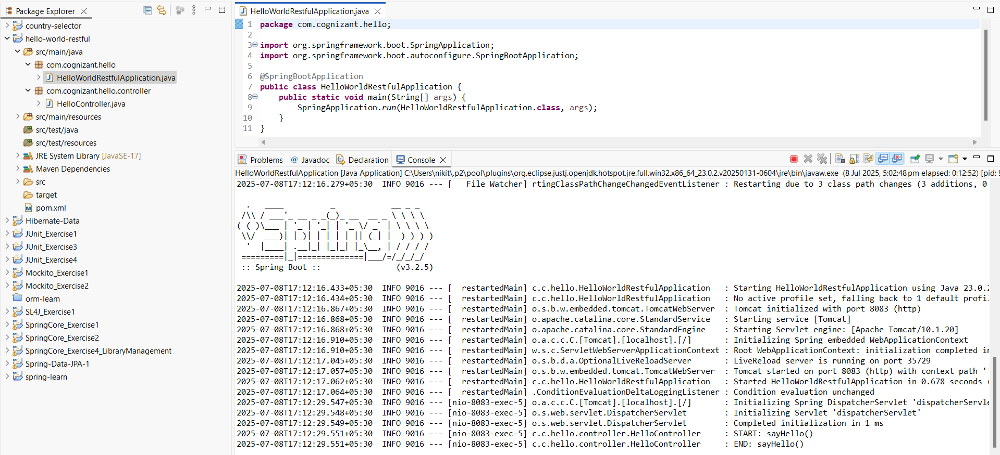 Package Explorer
country-selector
hello-world-restful
src/main/java
com.cognizant.hello
HelloWorldRestfulApplication.java
com.cognizant.hello.controller
HelloController.java
src/main/resources
src/test/java
src/test/resources
JRE System Library [JavaSE-17]
Maven Dependencies
src
target
pom.xml
Hibernate-Data
JUnit_Exercise1
JUnit_Exercise3
JUnit_Exercise4
Mockito_Exercise1
Mockito_Exercise2
orm-learn
SL4J_Exercise1
SpringCore_Exercise1
SpringCore_Exercise2
SpringCore_Exercise4_LibraryManagement
Spring-Data-JPA-1
spring-learn
HelloWorldRestfulApplication.java
1 package com.cognizant.hello;
2
3 import org.springframework.boot.SpringApplication;
4 import org.springframework.boot.autoconfigure.SpringBootApplication;
5
6 @SpringBootApplication
7 public class HelloWorldRestfulApplication {
8     public static void main(String[] args) {
9         SpringApplication.run(HelloWorldRestfulApplication.class, args);
10     }
11 }
Problems @ Javadoc Declaration Console
HelloWorldRestfulApplication [Java Application] C:\Users\nikit\.p2\pool\plugins\org.eclipse.justj.openjdk.hotspot.jre.full.win32.x86_64_23.0.2.v20250131-0604\jre\bin\javaw.exe (8 Jul 2025, 5:02:48 pm elapsed: 0:12:52) [pid: 9
2025-07-08T17:12:16.279+05:30  INFO 9016 --- [   File Watcher] rtingClassPathChangeChangedEventListener : Restarting due to 3 class path changes (3 additions, 0
  .   ____          _            __ _ _
 /\\ / ___'_ __ _ _(_)_ __  __ _ \ \ \ \
( ( )\___ | '_ | '_| | '_ \/ _` | \ \ \ \
 \\/  ___)| |_)| | | | | || (_| |  ) ) ) )
  '  |____| .__|_| |_|_| |_\__, | / / / /
 =========|_|==============|___/=/_/_/_/
 :: Spring Boot ::                (v3.2.5)
2025-07-08T17:12:16.433+05:30  INFO 9016 --- [  restartedMain] c.c.hello.HelloWorldRestfulApplication   : Starting HelloWorldRestfulApplication using Java 23.0.2
2025-07-08T17:12:16.434+05:30  INFO 9016 --- [  restartedMain] c.c.hello.HelloWorldRestfulApplication   : No active profile set, falling back to 1 default profil
2025-07-08T17:12:16.867+05:30  INFO 9016 --- [  restartedMain] o.s.b.w.embedded.tomcat.TomcatWebServer  : Tomcat initialized with port 8083 (http)
2025-07-08T17:12:16.868+05:30  INFO 9016 --- [  restartedMain] o.apache.catalina.core.StandardService   : Starting service [Tomcat]
2025-07-08T17:12:16.868+05:30  INFO 9016 --- [  restartedMain] o.apache.catalina.core.StandardEngine    : Starting Servlet engine: [Apache Tomcat/10.1.20]
2025-07-08T17:12:16.910+05:30  INFO 9016 --- [  restartedMain] o.a.c.c.C.[Tomcat].[localhost].[/]       : Initializing Spring embedded WebApplicationContext
2025-07-08T17:12:16.910+05:30  INFO 9016 --- [  restartedMain] w.s.c.ServletWebServerApplicationContext : Root WebApplicationContext: initialization completed in
2025-07-08T17:12:17.045+05:30  INFO 9016 --- [  restartedMain] o.s.b.d.a.OptionalLiveReloadServer       : LiveReload server is running on port 35729
2025-07-08T17:12:17.057+05:30  INFO 9016 --- [  restartedMain] o.s.b.w.embedded.tomcat.TomcatWebServer  : Tomcat started on port 8083 (http) with context path '
2025-07-08T17:12:17.062+05:30  INFO 9016 --- [  restartedMain] c.c.hello.HelloWorldRestfulApplication   : Started HelloWorldRestfulApplication in 0.678 seconds (
2025-07-08T17:12:17.064+05:30  INFO 9016 --- [  restartedMain] .ConditionEvaluationDeltaLoggingListener : Condition evaluation unchanged
2025-07-08T17:12:29.547+05:30  INFO 9016 --- [nio-8083-exec-5] o.a.c.c.C.[Tomcat].[localhost].[/]       : Initializing Spring DispatcherServlet 'dispatcherServle
2025-07-08T17:12:29.548+05:30  INFO 9016 --- [nio-8083-exec-5] o.s.web.servlet.DispatcherServlet        : Initializing Servlet 'dispatcherServlet'
2025-07-08T17:12:29.549+05:30  INFO 9016 --- [nio-8083-exec-5] o.s.web.servlet.DispatcherServlet        : Completed initialization in 1 ms
2025-07-08T17:12:29.551+05:30  INFO 9016 --- [nio-8083-exec-5] c.c.hello.controller.HelloController     : START: sayHello()
2025-07-08T17:12:29.551+05:30  INFO 9016 --- [nio-8083-exec-5] c.c.hello.controller.HelloController     : END: sayHello()